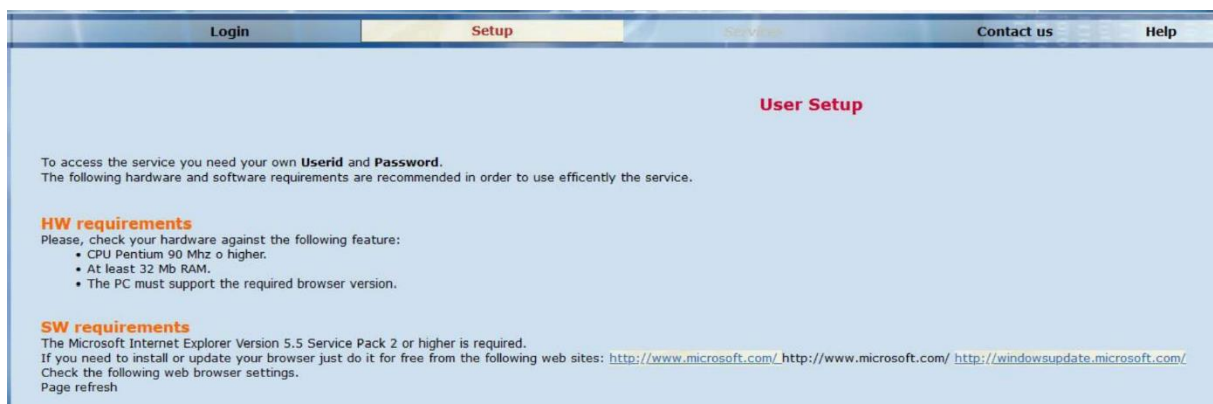 Login Setup Services Contact us Help
User Setup
To access the service you need your own Userid and Password.
The following hardware and software requirements are recommended in order to use efficently the service.
HW requirements
Please, check your hardware against the following feature:
• CPU Pentium 90 Mhz o higher.
• At least 32 Mb RAM.
• The PC must support the required browser version.
SW requirements
The Microsoft Internet Explorer Version 5.5 Service Pack 2 or higher is required.
If you need to install or update your browser just do it for free from the following web sites: http://www.microsoft.com/ http://www.microsoft.com/ http://windowsupdate.microsoft.com/
Check the following web browser settings.
Page refresh